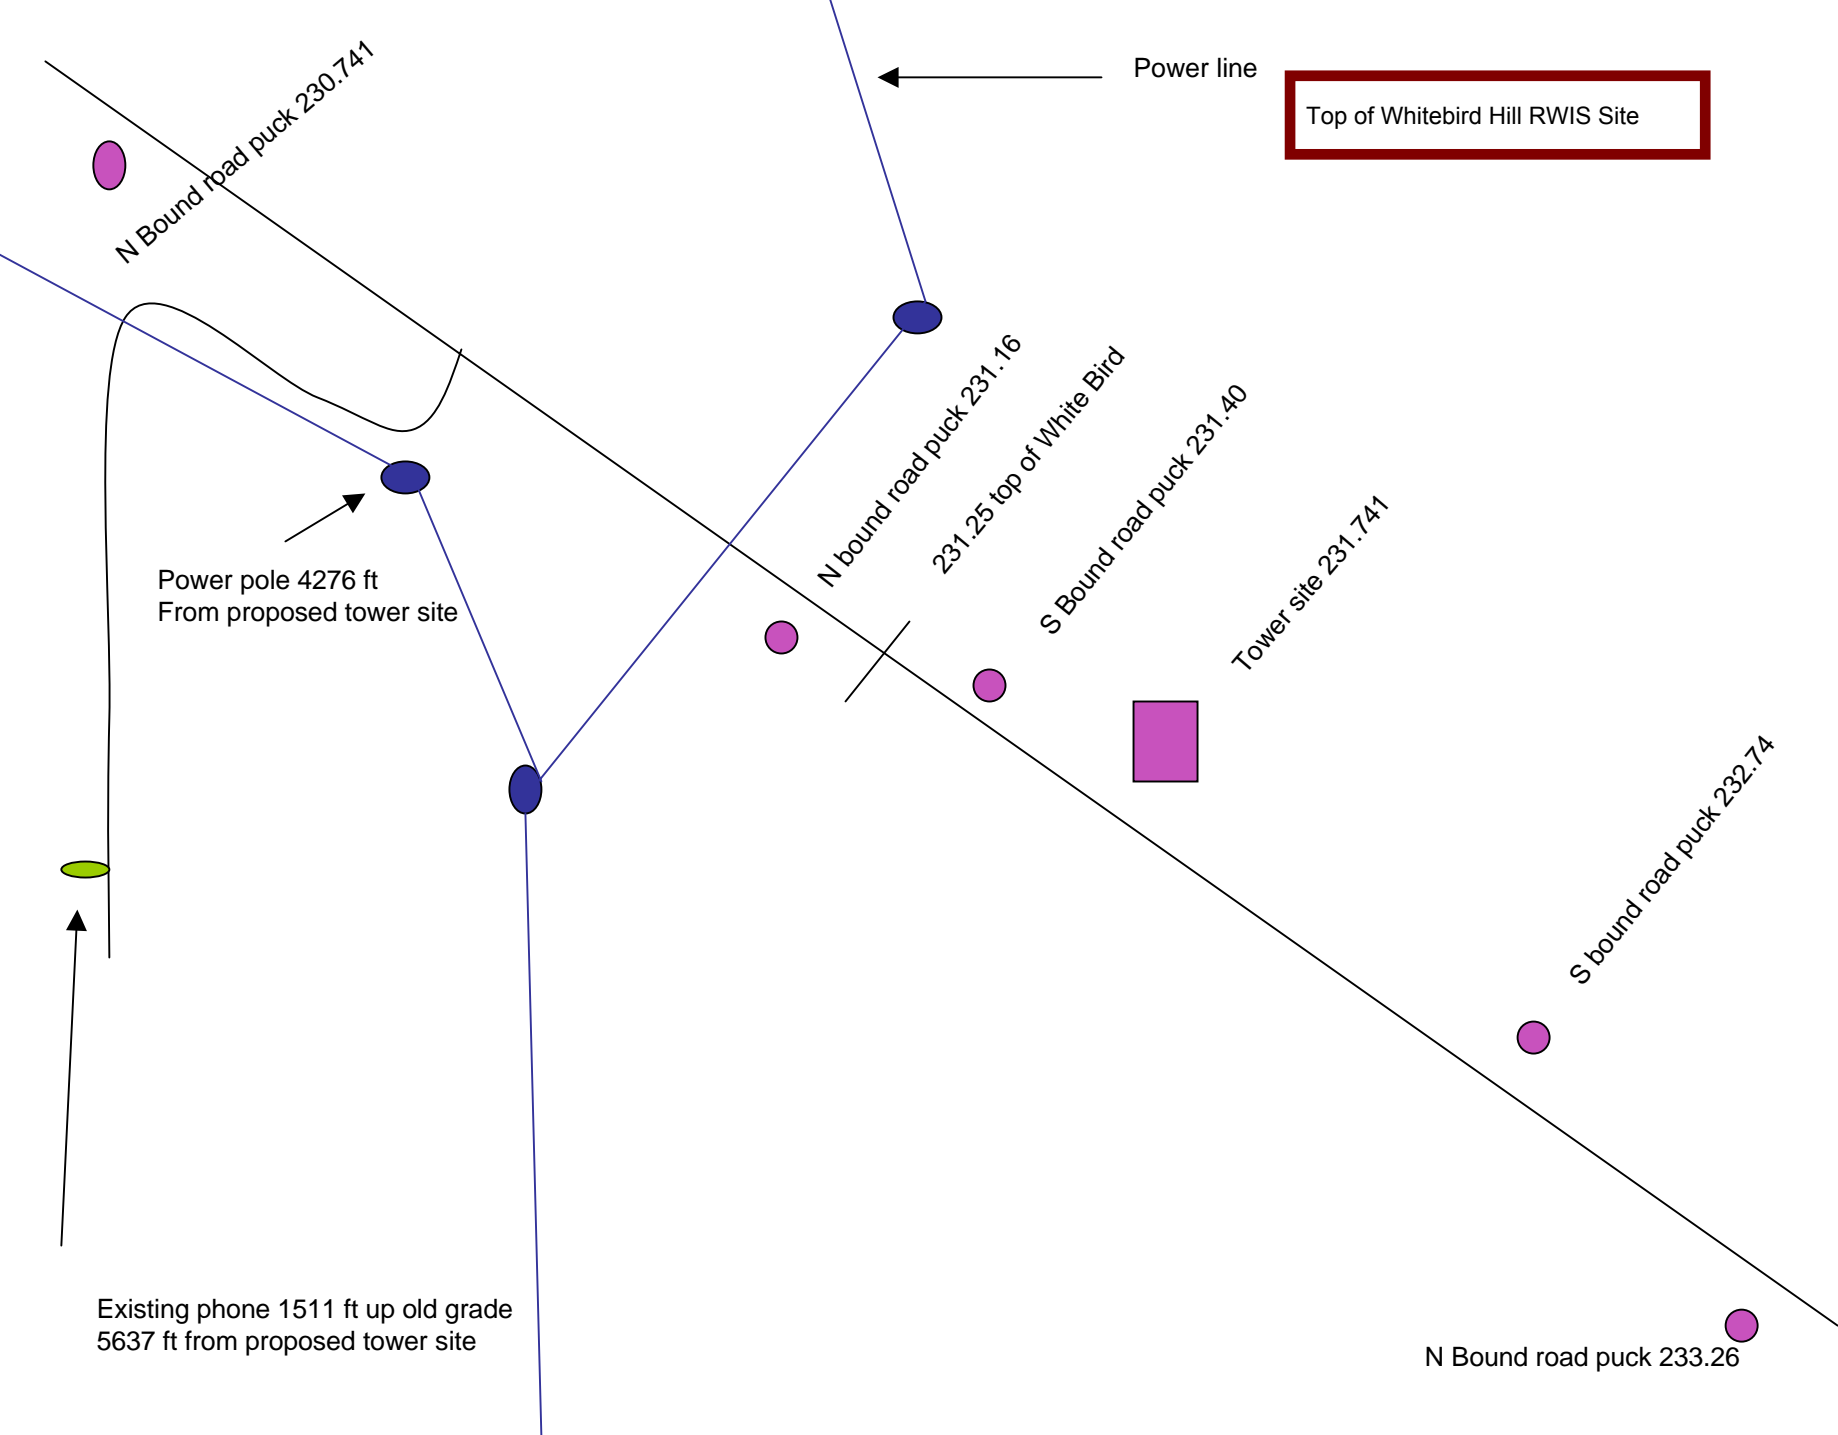 Power line
Top of Whitebird Hill RWIS Site
N Bound road puck 230.741
N bound road puck 231.16
231.25 top of White Bird
S Bound road puck 231.40
Tower site 231.741
Power pole 4276 ft
From proposed tower site
S bound road puck 232.74
Existing phone 1511 ft up old grade
5637 ft from proposed tower site
N Bound road puck 233.26